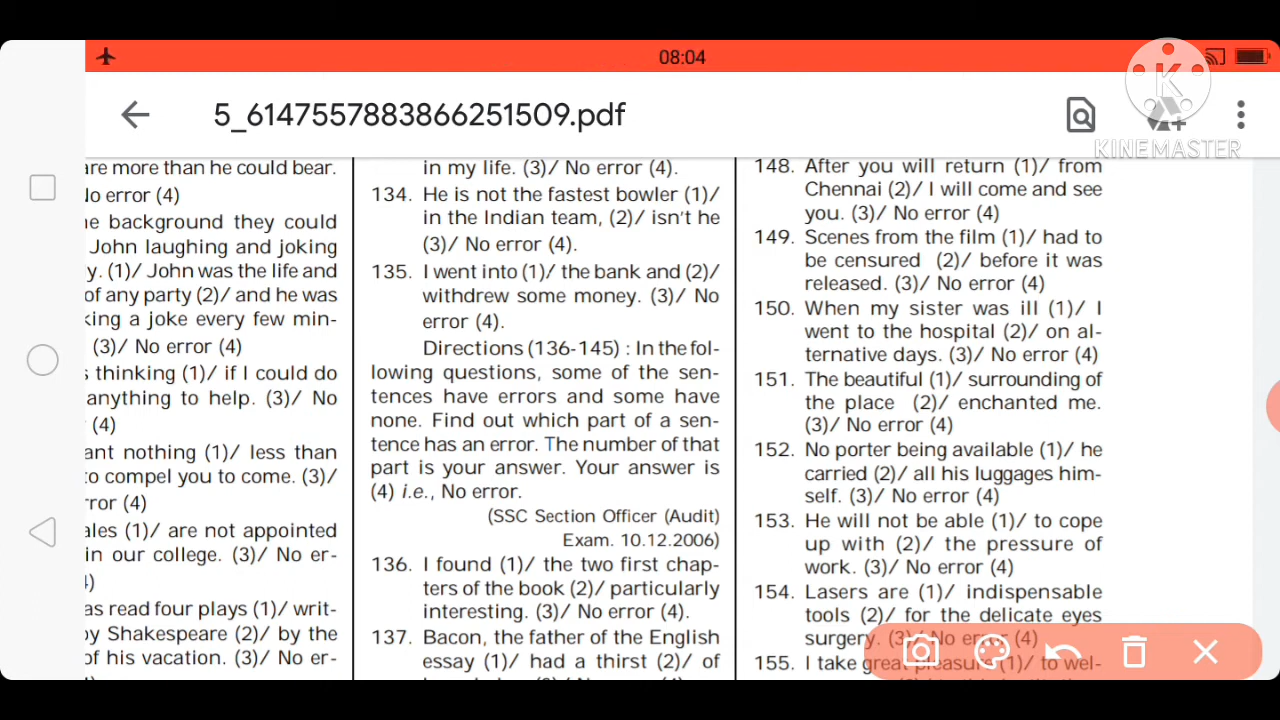 08:04
5_6147557883866251509.pdf
KINEMASTER
are more than he could bear.
No error (4)
background they could
John laughing and joking
y. (1)/ John was the life and
of any party (2)/ and he was
king a joke every few min-
(3)/ No error (4)
s thinking (1)/ if I could do
anything to help. (3)/ No
(4)
ant nothing (1)/ less than
to compel you to come. (3)/
rror (4)
ales (1)/ are not appointed
in our college. (3)/ No er-
4)
as read four plays (1)/ writ-
by Shakespeare (2)/ by the
of his vacation. (3)/ No er-
in my life. (3)/ No error (4).
134. He is not the fastest bowler (1)/
in the Indian team, (2)/ isn't he
(3)/ No error (4).
135. I went into (1)/ the bank and (2)/
withdrew some money. (3)/ No
error (4).
Directions (136-145) : In the fol-
lowing questions, some of the sen-
tences have errors and some have
none. Find out which part of a sen-
tence has an error. The number of that
part is your answer. Your answer is
(4) i.e., No error.
(SSC Section Officer (Audit)
Exam. 10.12.2006)
136. I found (1)/ the two first chap-
ters of the book (2)/ particularly
interesting. (3)/ No error (4).
137. Bacon, the father of the English
essay (1)/ had a thirst (2)/ of
148. After you will return (1)/ from
Chennai (2)/ I will come and see
you. (3)/ No error (4)
149. Scenes from the film (1)/ had to
be censured (2)/ before it was
released. (3)/ No error (4)
150. When my sister was ill (1)/ I
went to the hospital (2)/ on al-
ternative days. (3)/ No error (4)
151. The beautiful (1)/ surrounding of
the place (2)/ enchanted me.
(3)/ No error (4)
152. No porter being available (1)/ he
carried (2)/ all his luggages him-
self. (3)/ No error (4)
153. He will not be able (1)/ to cope
up with (2)/ the pressure of
work. (3)/ No error (4)
154. Lasers are (1)/ indispensable
tools (2)/ for the delicate eyes
surgery. (3)/ No error (4)
155. I take great pleasure (1)/ to wel-